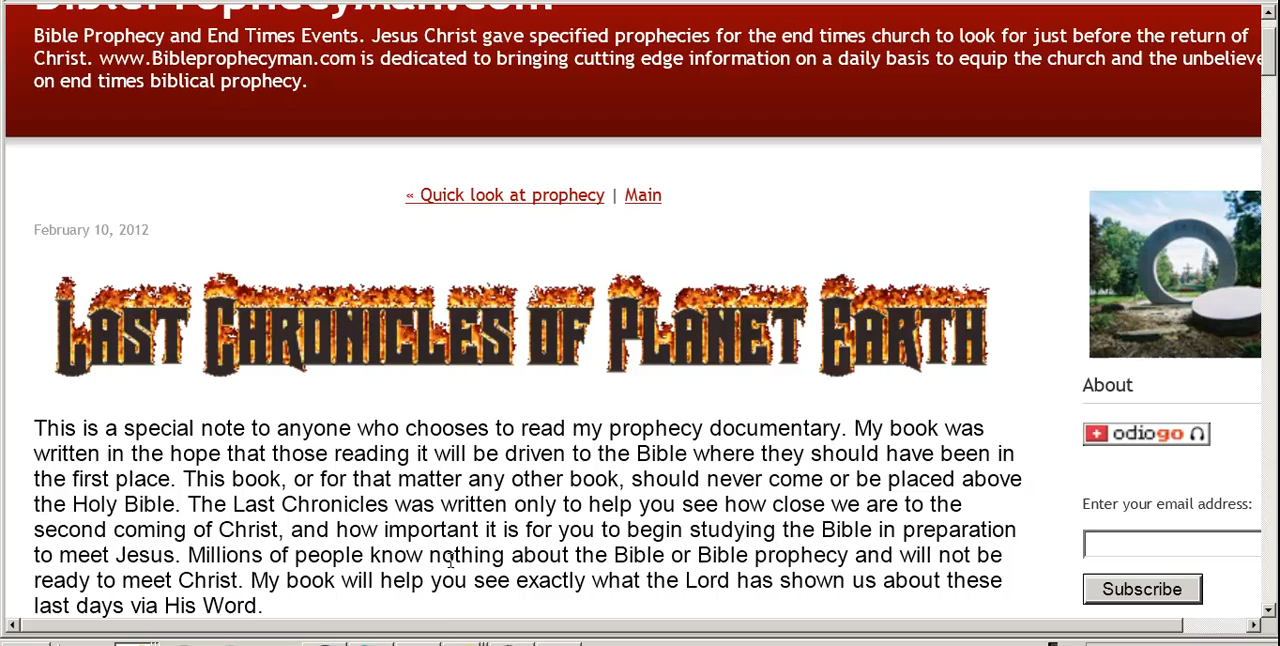 BibleProphecyMan.com
Bible Prophecy and End Times Events. Jesus Christ gave specified prophecies for the end times church to look for just before the return of
Christ. www.Bibleprophecyman.com is dedicated to bringing cutting edge information on a daily basis to equip the church and the unbelieve
on end times biblical prophecy.
« Quick look at prophecy | Main
February 10, 2012
Last Chronicles of Planet Earth
This is a special note to anyone who chooses to read my prophecy documentary. My book was
written in the hope that those reading it will be driven to the Bible where they should have been in
the first place. This book, or for that matter any other book, should never come or be placed above
the Holy Bible. The Last Chronicles was written only to help you see how close we are to the
second coming of Christ, and how important it is for you to begin studying the Bible in preparation
to meet Jesus. Millions of people know nothing about the Bible or Bible prophecy and will not be
ready to meet Christ. My book will help you see exactly what the Lord has shown us about these
last days via His Word.
About
odiogo
Enter your email address:
Subscribe